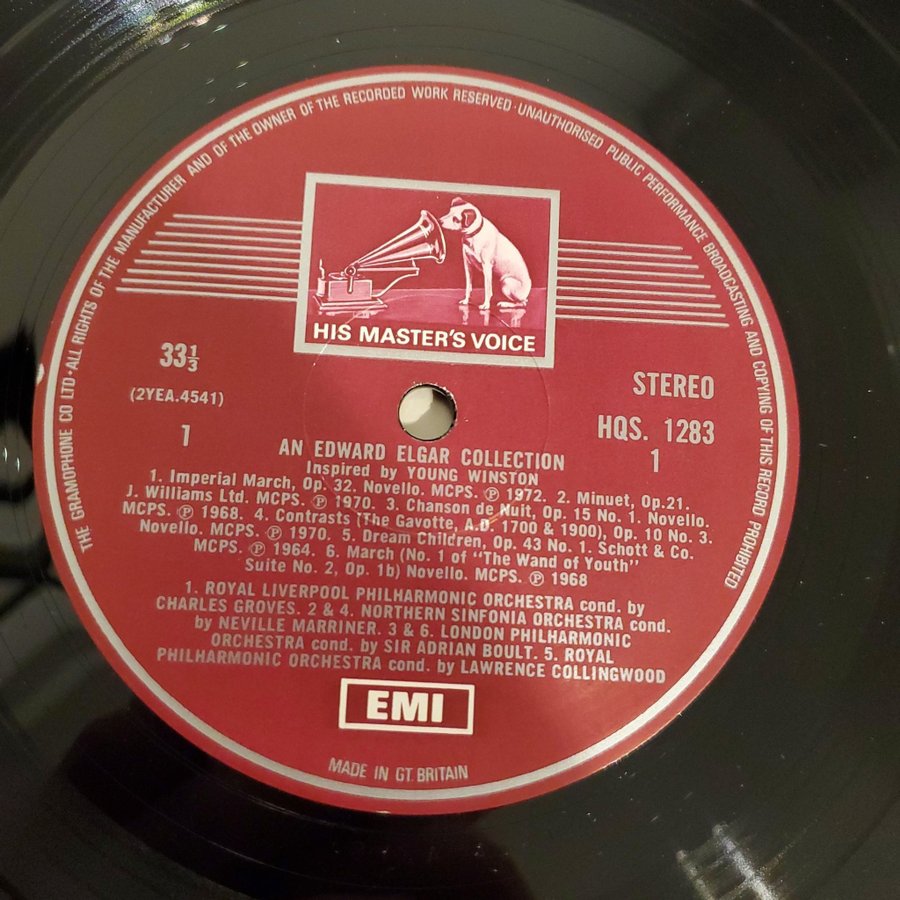 THE GRAMOPHONE CO LTD · ALL RIGHTS OF THE MANUFACTURER AND OF THE OWNER OF THE RECORDED WORK RESERVED · UNAUTHORISED PUBLIC PERFORMANCE BROADCASTING AND COPYING OF THIS RECORD PROHIBITED
HIS MASTER'S VOICE
33⅓
STEREO
(2YEA.4541)
HQS. 1283
1
1
AN EDWARD ELGAR COLLECTION
Inspired by YOUNG WINSTON
1. Imperial March, Op. 32. Novello. MCPS. ℗ 1972. 2. Minuet, Op.21.
J. Williams Ltd. MCPS. ℗ 1970. 3. Chanson de Nuit, Op. 15 No. 1. Novello.
MCPS. ℗ 1968. 4. Contrasts (The Gavotte, A.D. 1700 & 1900), Op. 10 No. 3.
Novello. MCPS. ℗ 1970. 5. Dream Children, Op. 43 No. 1. Schott & Co.
MCPS. ℗ 1964. 6. March (No. 1 of "The Wand of Youth"
Suite No. 2, Op. 1b) Novello. MCPS. ℗ 1968
1. ROYAL LIVERPOOL PHILHARMONIC ORCHESTRA cond. by
CHARLES GROVES. 2 & 4. NORTHERN SINFONIA ORCHESTRA cond.
by NEVILLE MARRINER. 3 & 6. LONDON PHILHARMONIC
ORCHESTRA cond. by SIR ADRIAN BOULT. 5. ROYAL
PHILHARMONIC ORCHESTRA cond. by LAWRENCE COLLINGWOOD
EMI
MADE IN GT. BRITAIN